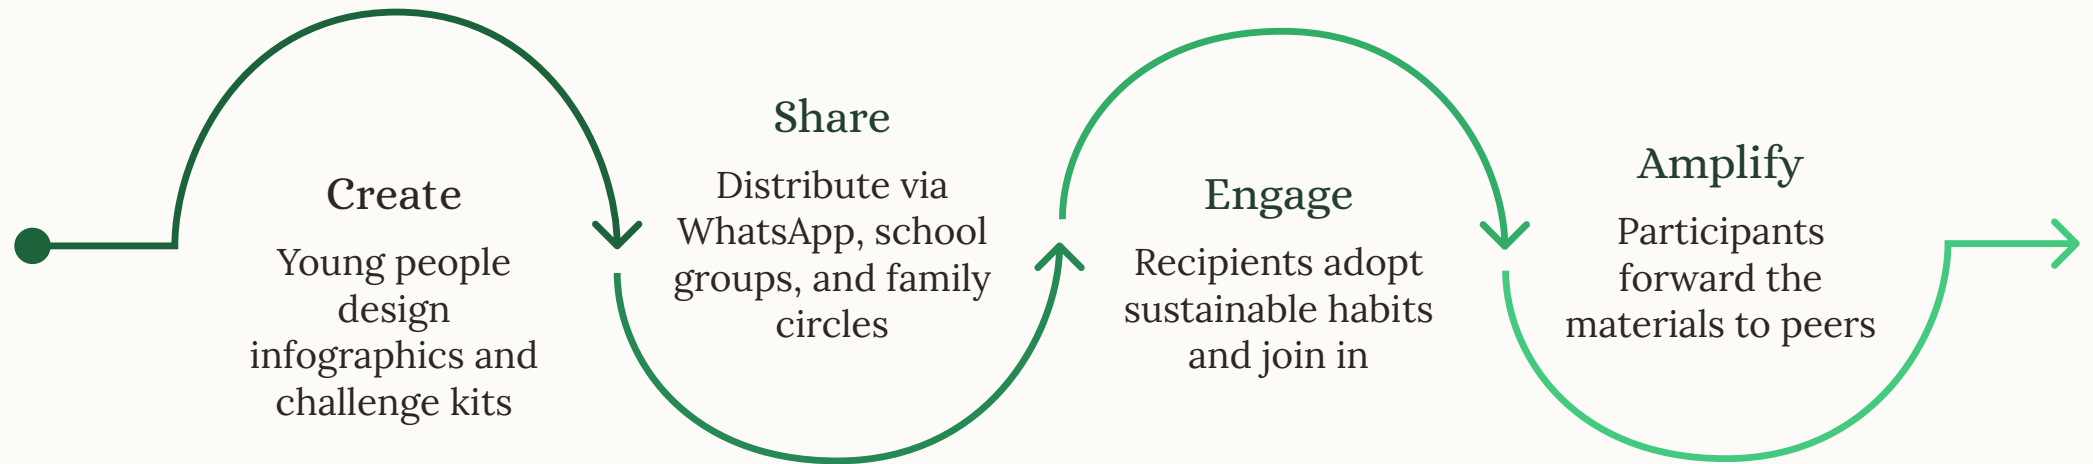 Create
Young people
design
infographics and
challenge kits
Share
Distribute via
WhatsApp, school
groups, and family
circles
Engage
Recipients adopt
sustainable habits
and join in
Amplify
Participants
forward the
materials to peers